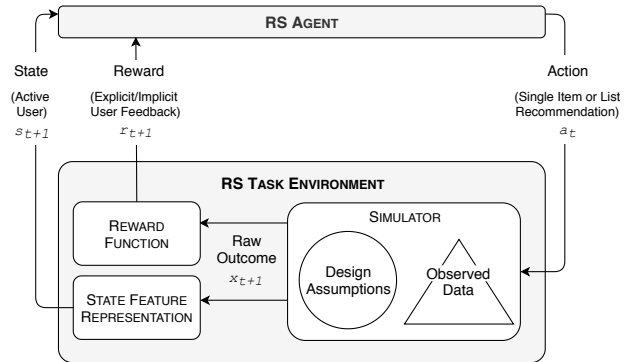 RS AGENT
State
(Active
User)
s_{t+1}
Reward
(Explicit/Implicit
User Feedback)
r_{t+1}
Action
(Single Item or List
Recommendation)
a_t
RS TASK ENVIRONMENT
REWARD
FUNCTION
STATE FEATURE
REPRESENTATION
Raw
Outcome
x_{t+1}
SIMULATOR
Design
Assumptions
Observed
Data